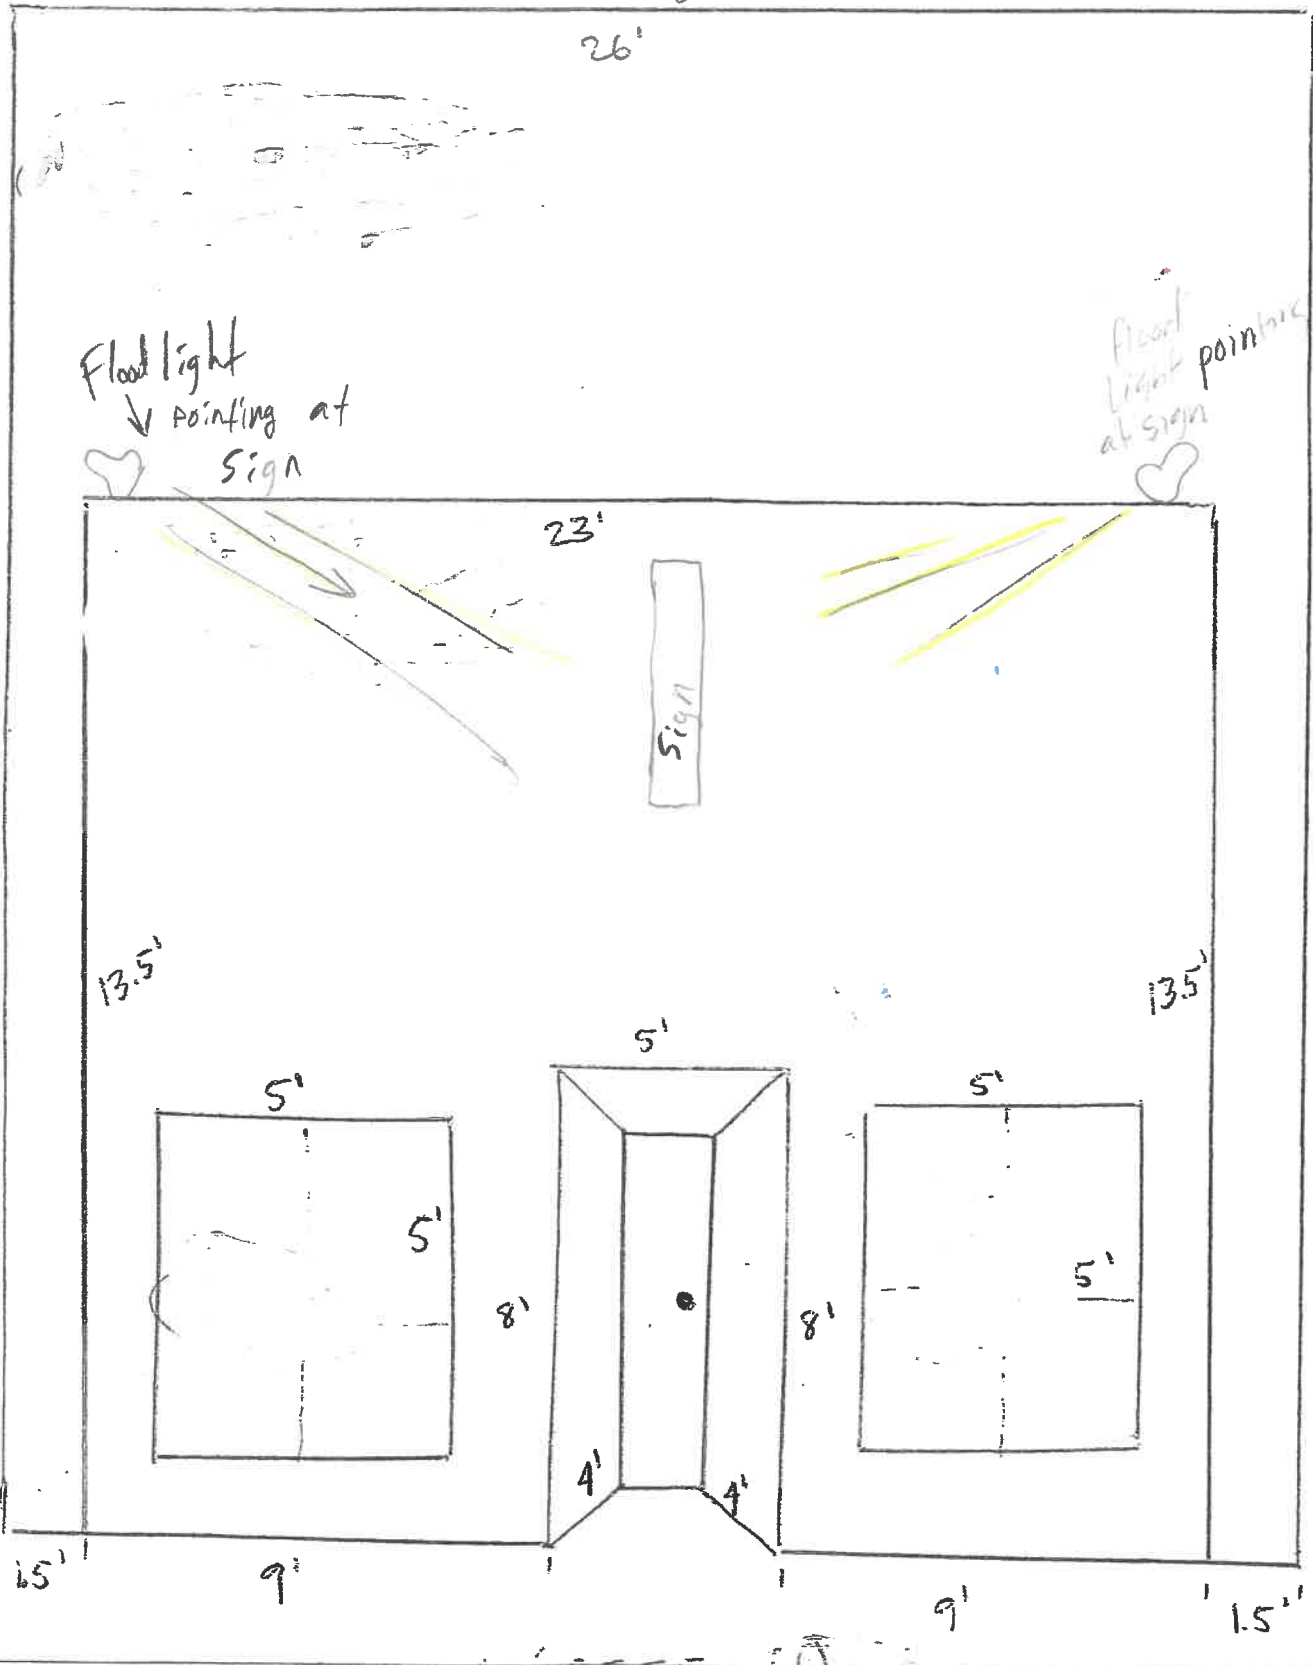 26'
Flood light
pointing at
sign
flood
light pointing
at sign
23'
sign
13.5'
13.5'
5'
5'
5'
5'
5'
8'
8'
4'
4'
1.5'
9'
9'
1.5'